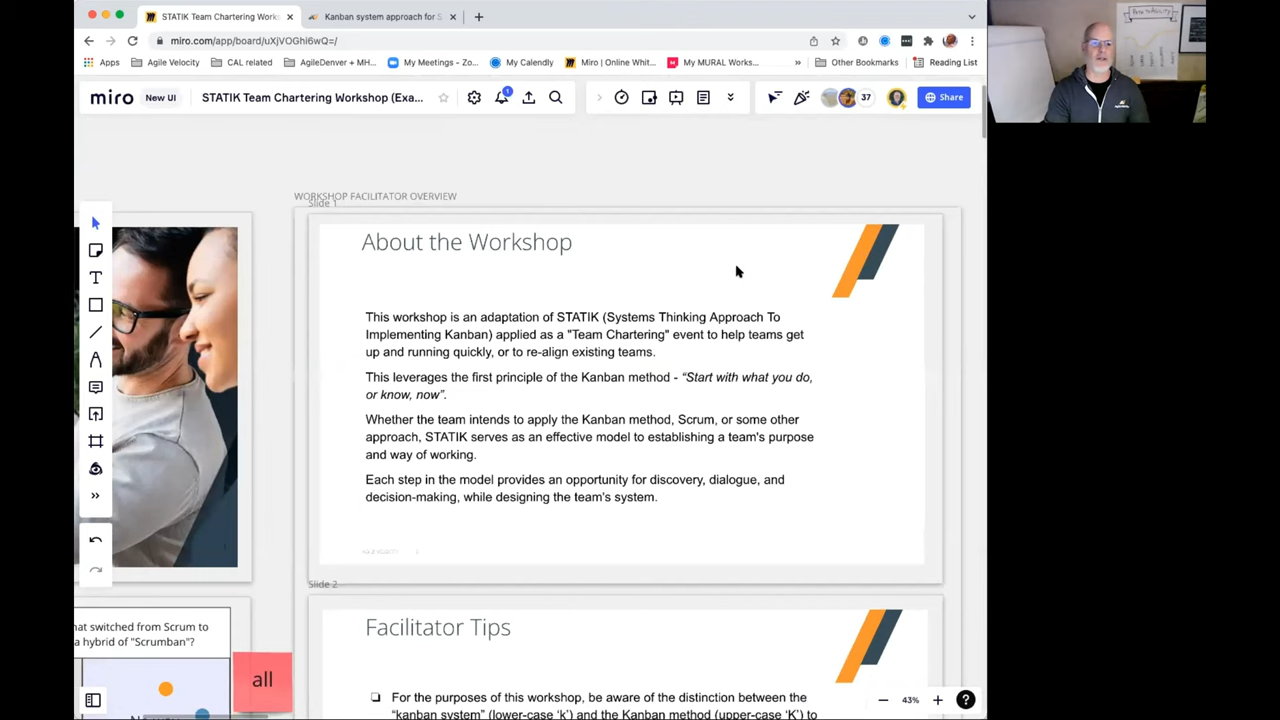 STATIK Team Chartering Works
Kanban system approach for S
miro.com/app/board/uXjVOGhi6wQ=/
Apps
Agile Velocity
CAL related
AgileDenver + MH...
My Meetings - Zo...
My Calendly
Miro | Online Whit...
My MURAL Works...
Other Bookmarks
Reading List
miro
New UI
STATIK Team Chartering Workshop (Exa...
1
37
Share
WORKSHOP FACILITATOR OVERVIEW
Slide 1
About the Workshop
This workshop is an adaptation of STATIK (Systems Thinking Approach To
Implementing Kanban) applied as a "Team Chartering" event to help teams get
up and running quickly, or to re-align existing teams.
This leverages the first principle of the Kanban method - “Start with what you do,
or know, now”.
Whether the team intends to apply the Kanban method, Scrum, or some other
approach, STATIK serves as an effective model to establishing a team's purpose
and way of working.
Each step in the model provides an opportunity for discovery, dialogue, and
decision-making, while designing the team's system.
Slide 2
Facilitator Tips
For the purposes of this workshop, be aware of the distinction between the
“kanban system” (lower-case ‘k’) and the Kanban method (upper-case ‘K’) to
hat switched from Scrum to
a hybrid of "Scrumban"?
all
43%